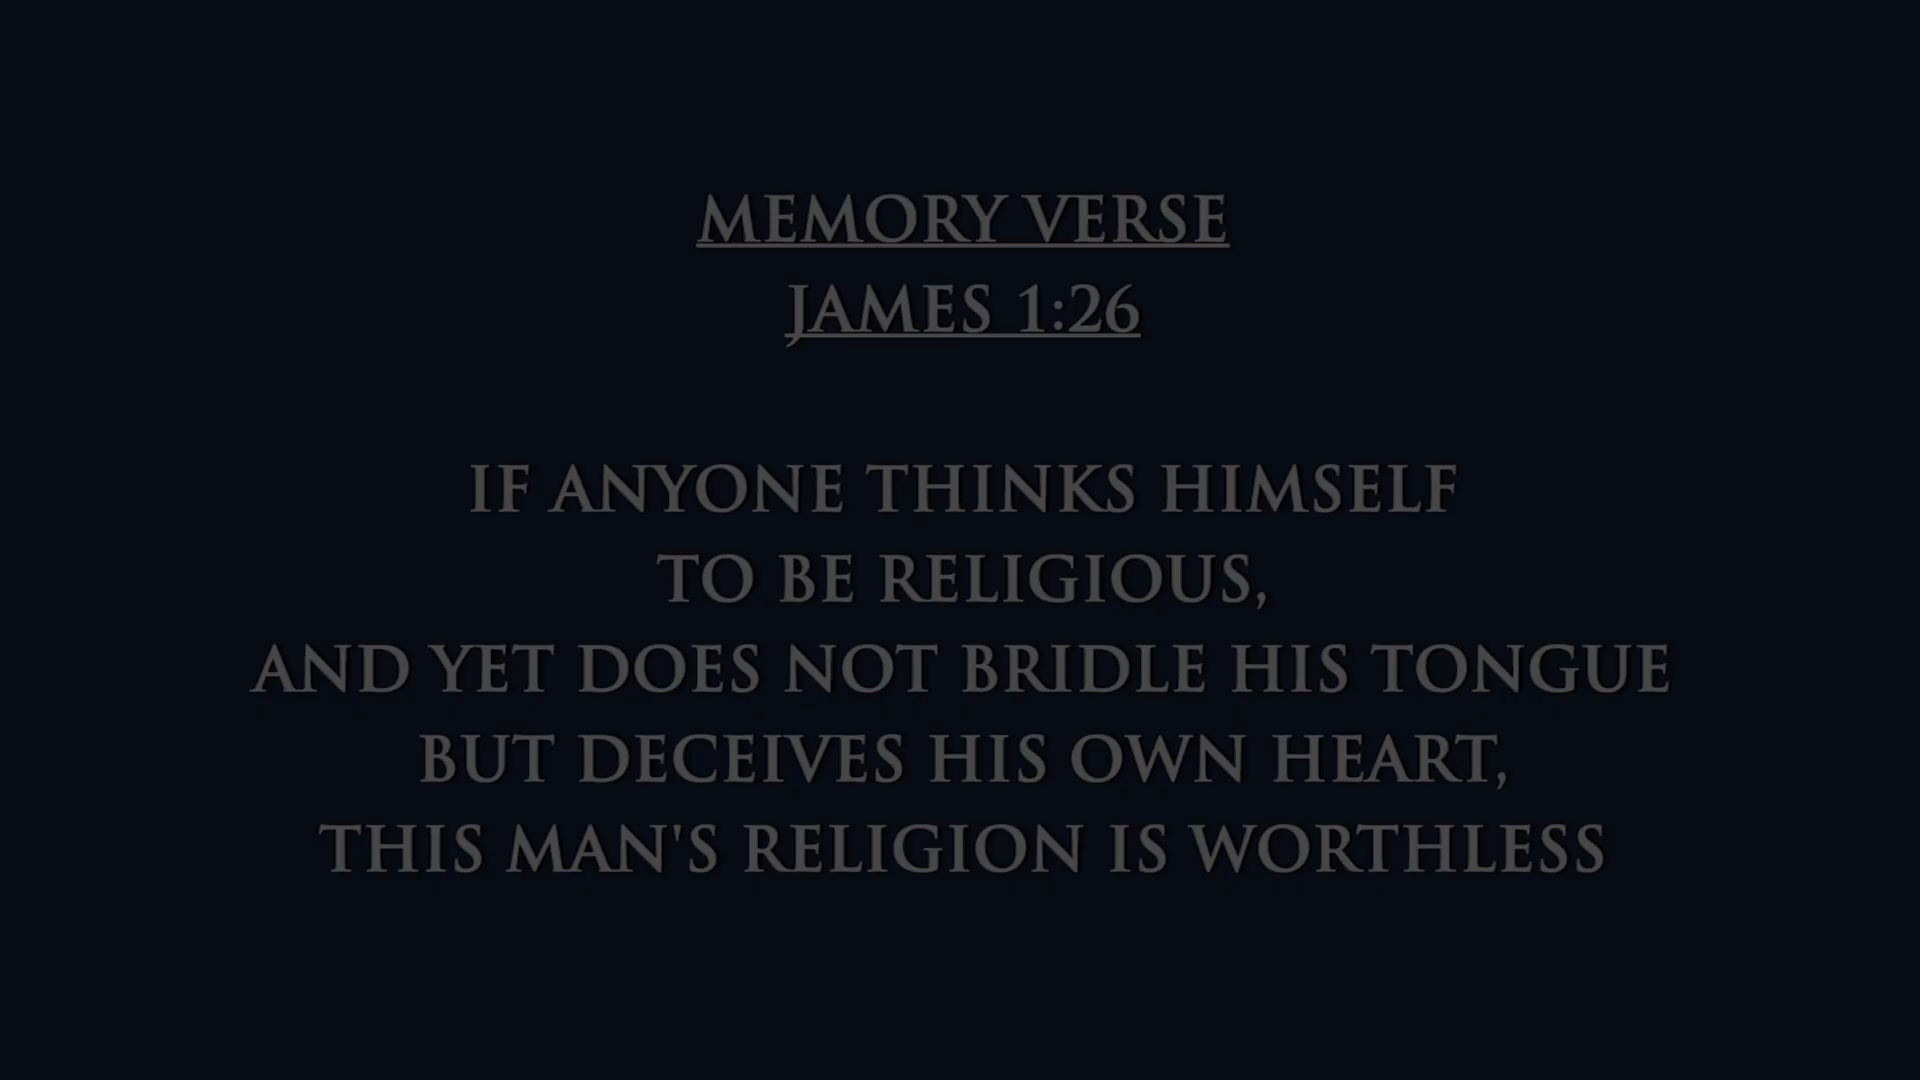 MEMORY VERSE
JAMES 1:26
IF ANYONE THINKS HIMSELF
TO BE RELIGIOUS,
AND YET DOES NOT BRIDLE HIS TONGUE
BUT DECEIVES HIS OWN HEART,
THIS MAN'S RELIGION IS WORTHLESS